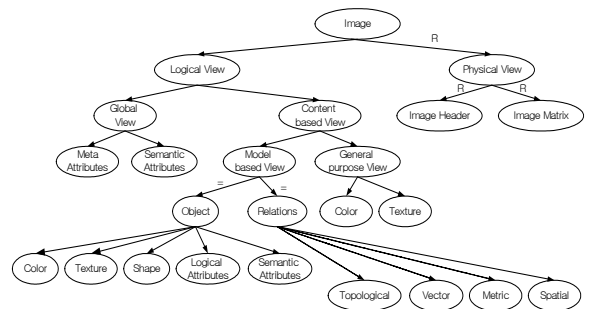 Image
R
Logical View
Physical View
R
R
Global
View
Content
based View
Image Header
Image Matrix
Meta
Attributes
Semantic
Attributes
Model
based View
General
purpose View
=
=
Object
Relations
Color
Texture
Color
Texture
Shape
Logical
Attributes
Semantic
Attributes
Topological
Vector
Metric
Spatial